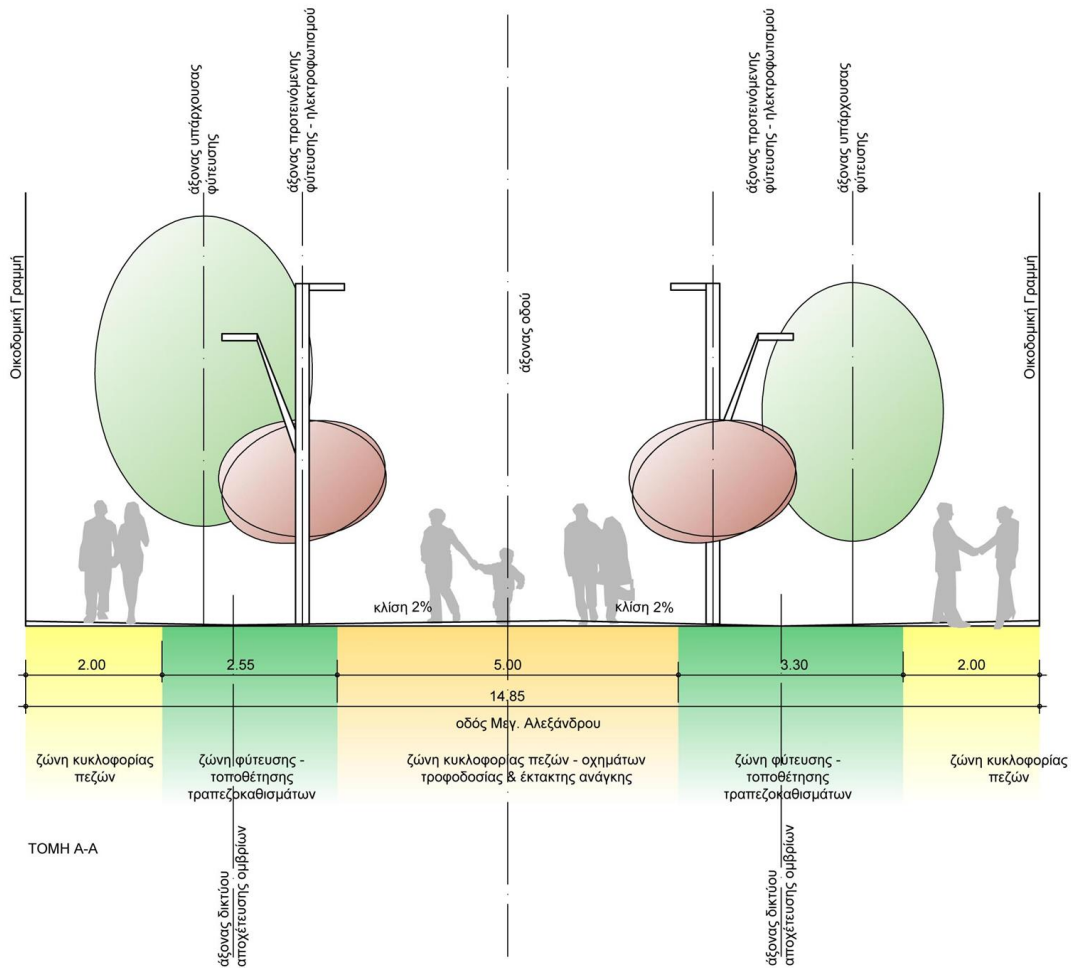 άξονας υπάρχουσας
φύτευσης
άξονας προτεινόμενης
φύτευσης - ηλεκτροφωτισμού
άξονας προτεινόμενης
φύτευσης - ηλεκτροφωτισμού
άξονας υπάρχουσας
φύτευσης
Οικοδομική Γραμμή
άξονας οδού
Οικοδομική Γραμμή
κλίση 2%
κλίση 2%
2.00
2.55
5.00
3.30
2.00
14.85
οδός Μεγ. Αλεξάνδρου
ζώνη κυκλοφορίας
πεζών
ζώνη φύτευσης -
τοποθέτησης
τραπεζοκαθισμάτων
ζώνη κυκλοφορίας πεζών - οχημάτων
τροφοδοσίας & έκτακτης ανάγκης
ζώνη φύτευσης -
τοποθέτησης
τραπεζοκαθισμάτων
ζώνη κυκλοφορίας
πεζών
ΤΟΜΗ Α-Α
άξονας δικτύου
αποχέτευσης ομβρίων
άξονας δικτύου
αποχέτευσης ομβρίων